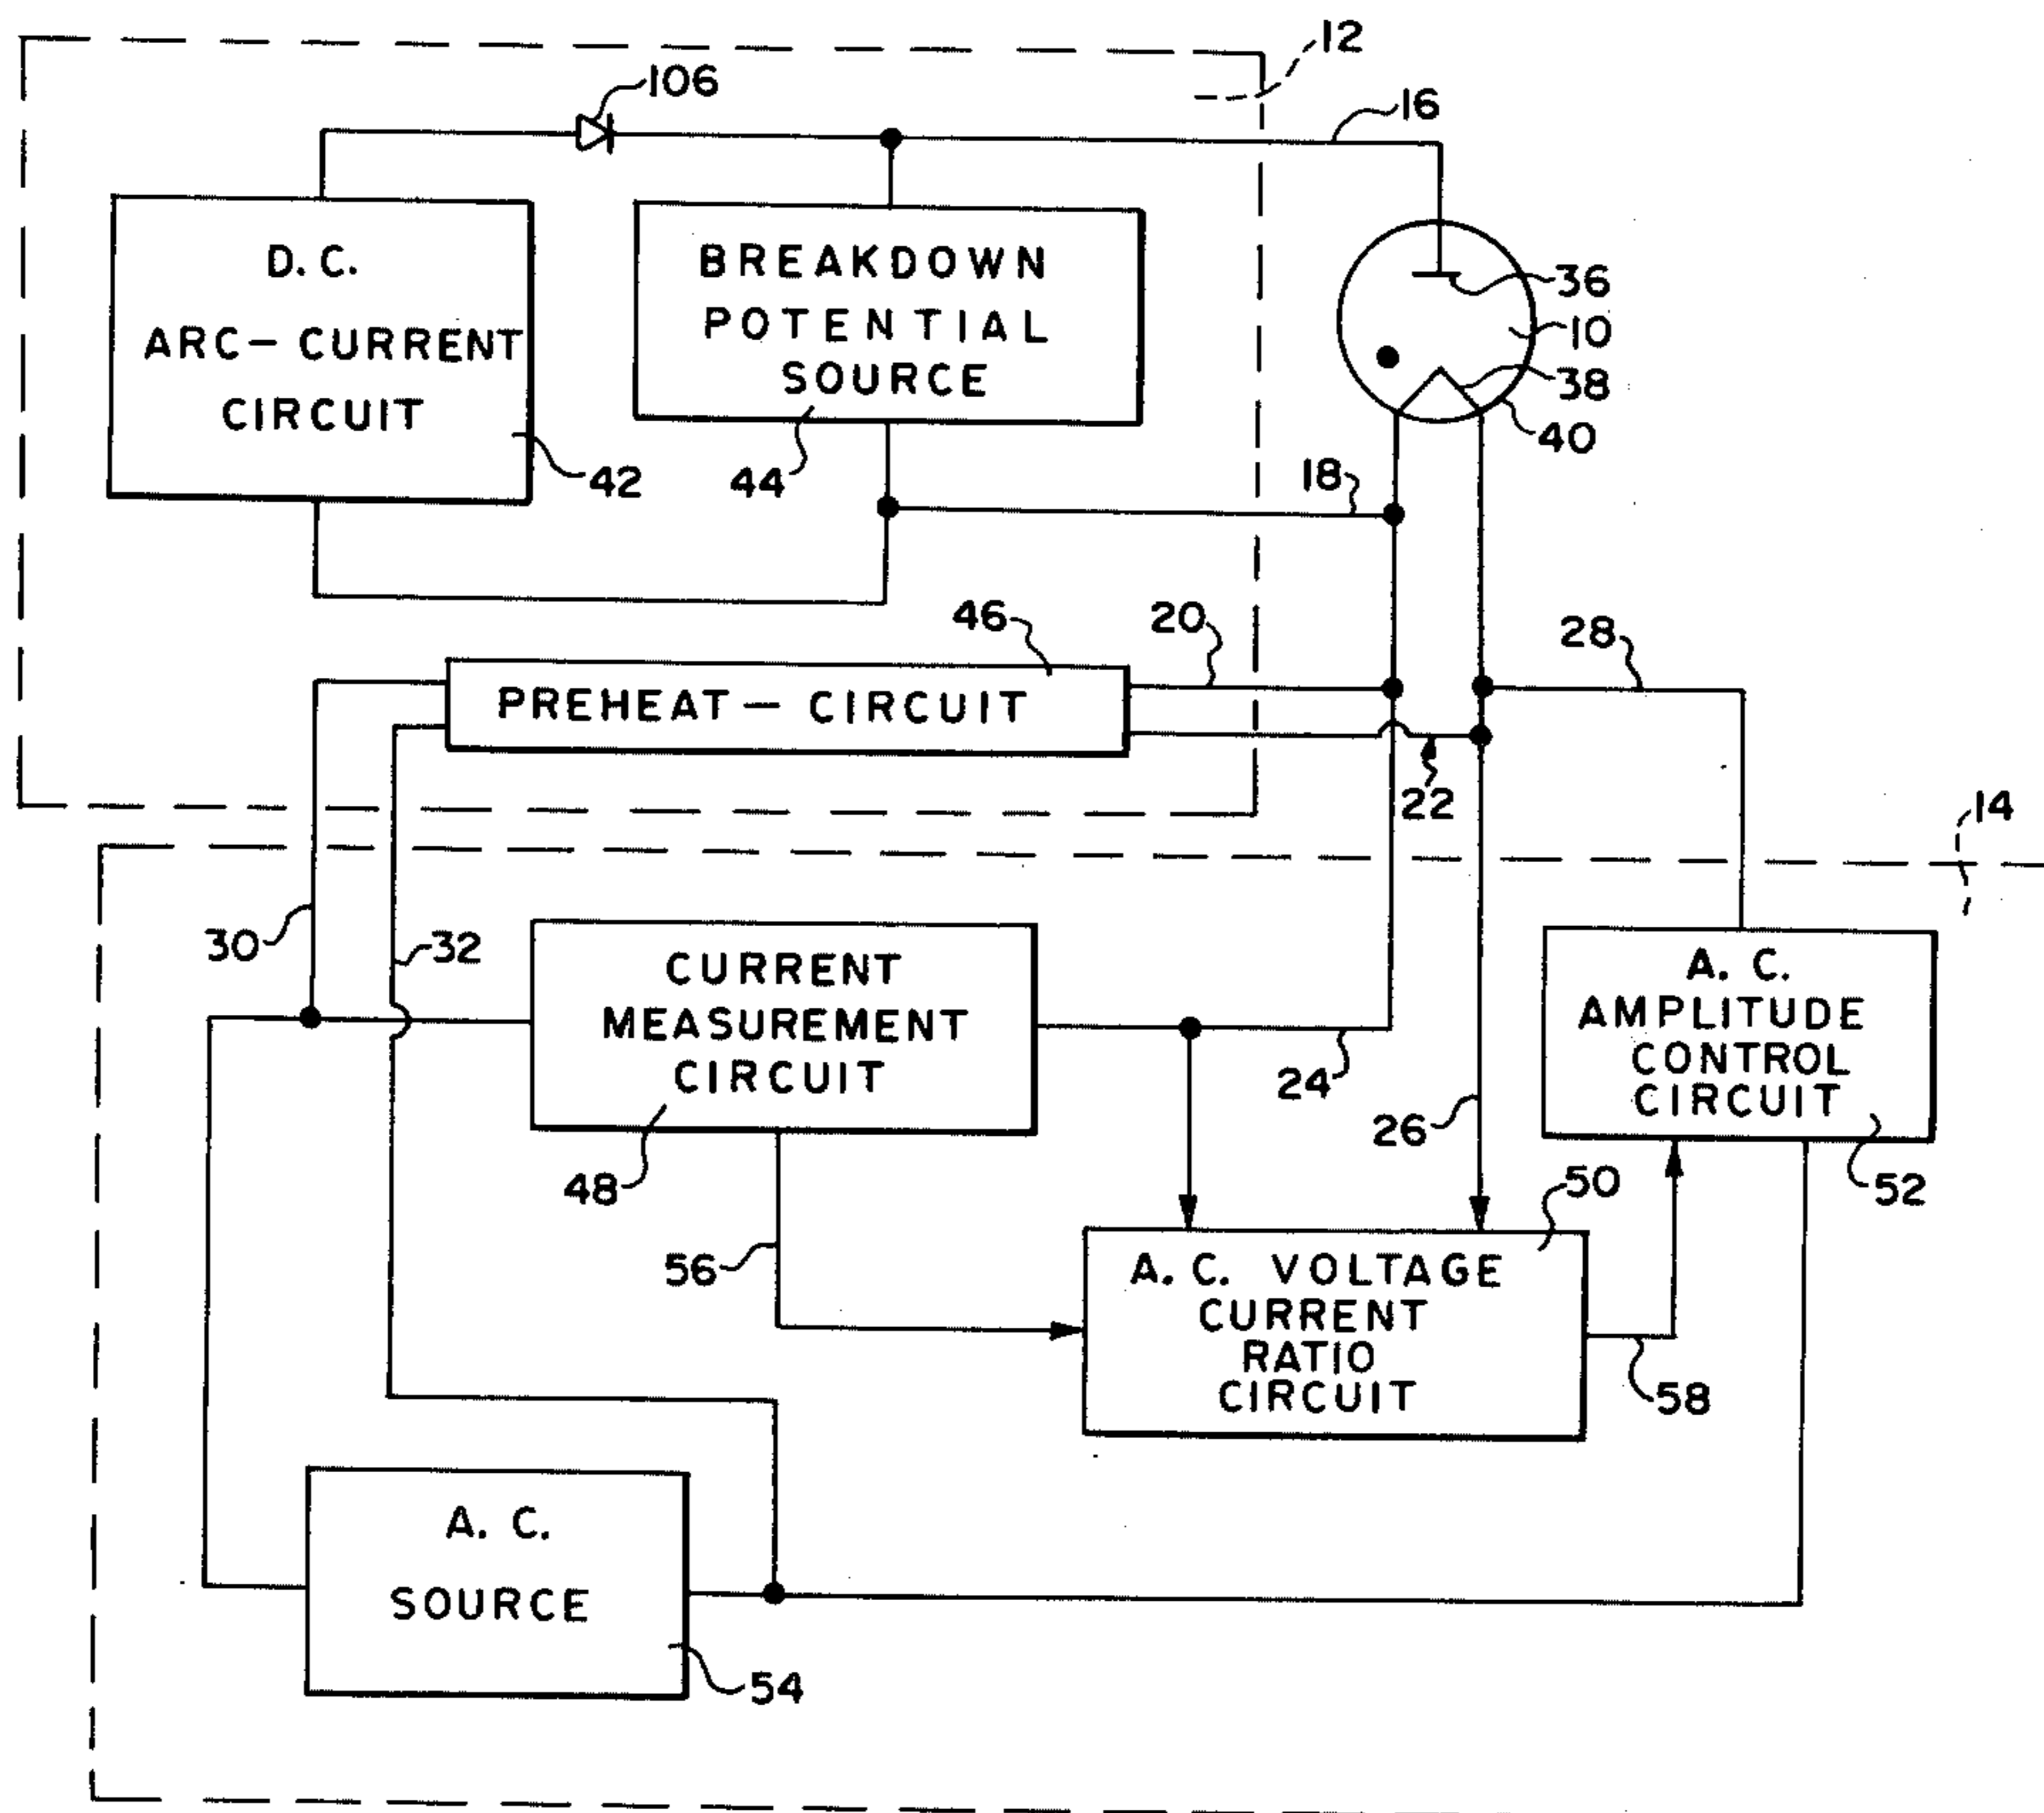 12
106
16
D.C.
ARC-CURRENT
CIRCUIT
42
BREAKDOWN
POTENTIAL
SOURCE
44
36
10
38
40
18
46
20
28
PREHEAT-CIRCUIT
22
14
30
32
CURRENT
MEASUREMENT
CIRCUIT
48
24
26
A. C.
AMPLITUDE
CONTROL
CIRCUIT
52
50
56
A. C. VOLTAGE
CURRENT
RATIO
CIRCUIT
58
A. C.
SOURCE
54